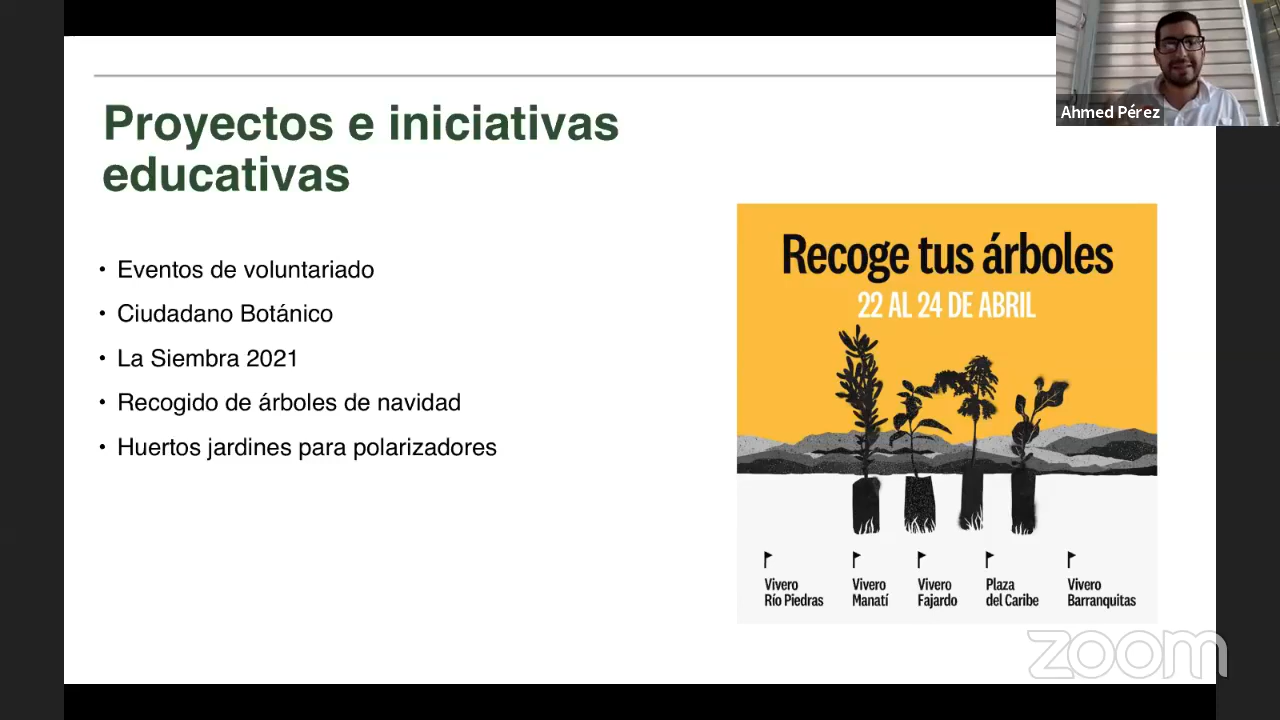 Ahmed Pérez
Proyectos e iniciativas
educativas
• Eventos de voluntariado
• Ciudadano Botánico
• La Siembra 2021
• Recogido de árboles de navidad
• Huertos jardines para polarizadores
Recoge tus árboles
22 AL 24 DE ABRIL
Vivero
Río Piedras
Vivero
Manatí
Vivero
Fajardo
Plaza
del Caribe
Vivero
Barranquitas
zoom